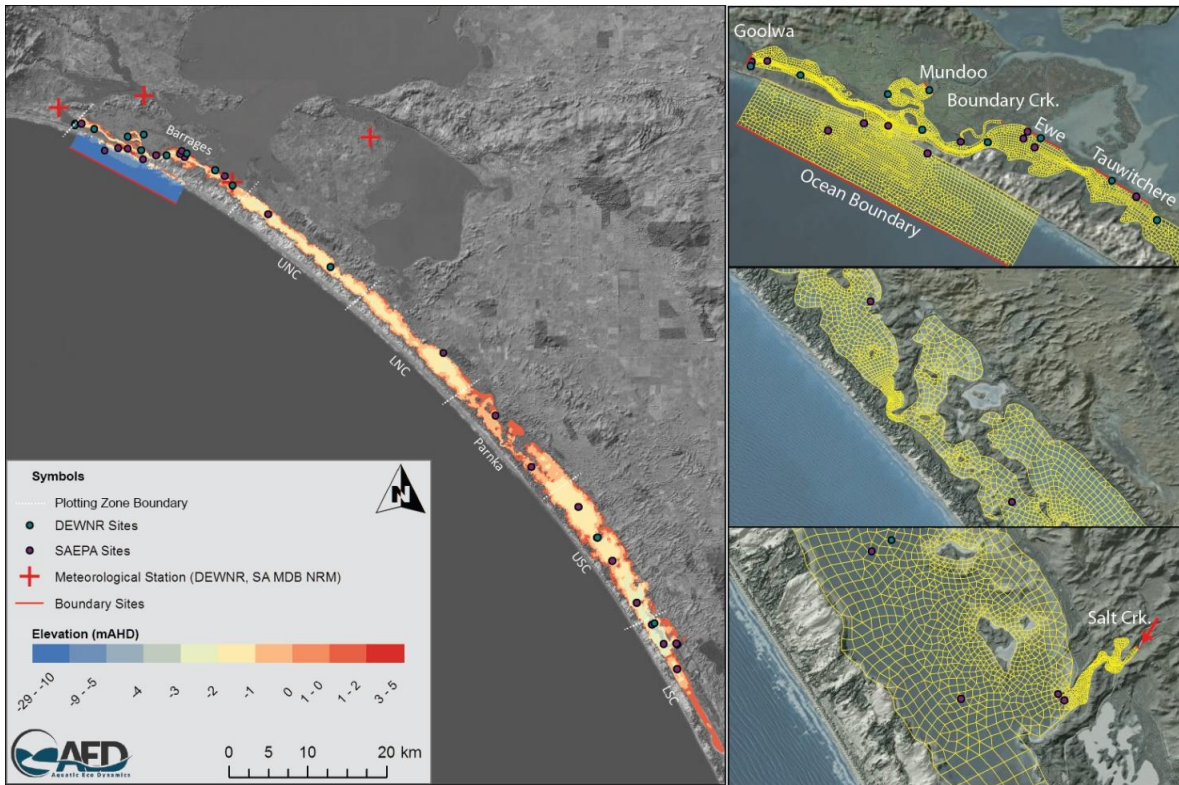 Barrages
UNC
LNC
Parnka
USC
LSC
Symbols
N
Plotting Zone Boundary
DEWNR Sites
SAEPA Sites
Meteorological Station (DEWNR, SA MDB NRM)
Boundary Sites
Elevation (mAHD)
-29 - -10
-9 - -5
-4
-3
-2
-1
0
1 - 0
1 - 2
3 - 5
AED
Aquatic Eco Dynamics
0 5 10 20 km
Goolwa
Mundoo
Boundary Crk.
Ewe
Tauwitchere
Ocean Boundary
Salt Crk.